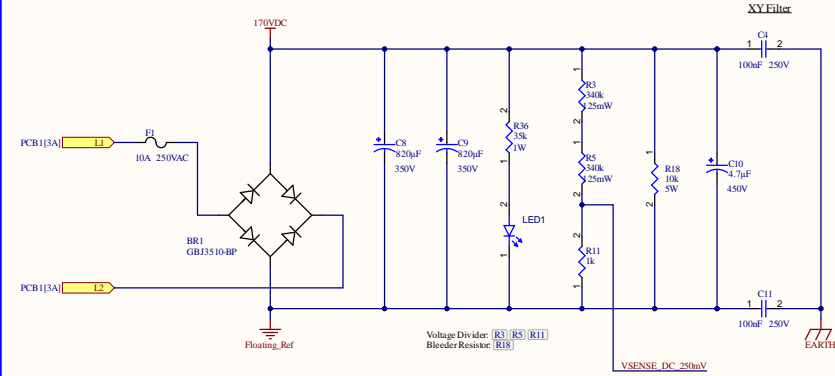 XY Filter
170VDC
C4
1 2
100nF 250V
PCB1[3A] L1
F1
10A 250VAC
C8
820µF
350V
C9
820µF
350V
2
R36
35k
1W
1
2
LED1
1
1
R3
340k
125mW
2
1
R5
340k
125mW
2
2
R11
1k
1
1
R18
10k
5W
2
C10
4.7µF
450V
BR1
GBJ3510-BP
PCB1[3A] L2
C11
1 2
100nF 250V
Floating_Ref
Voltage Divider: R3 R5 R11
Bleeder Resistor: R18
EARTH
VSENSE_DC_250mV